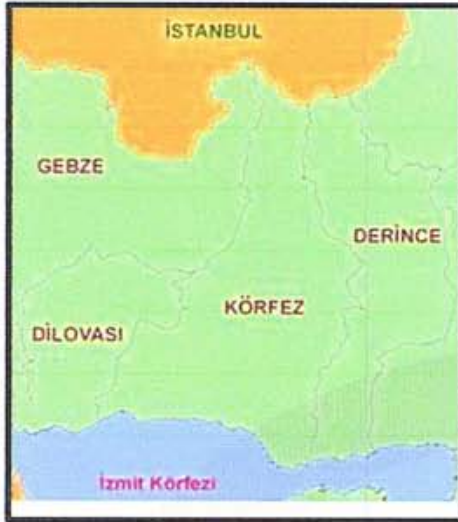 İSTANBUL
GEBZE
DERİNCE
KÖRFEZ
DİLOVASI
İzmit Körfezi